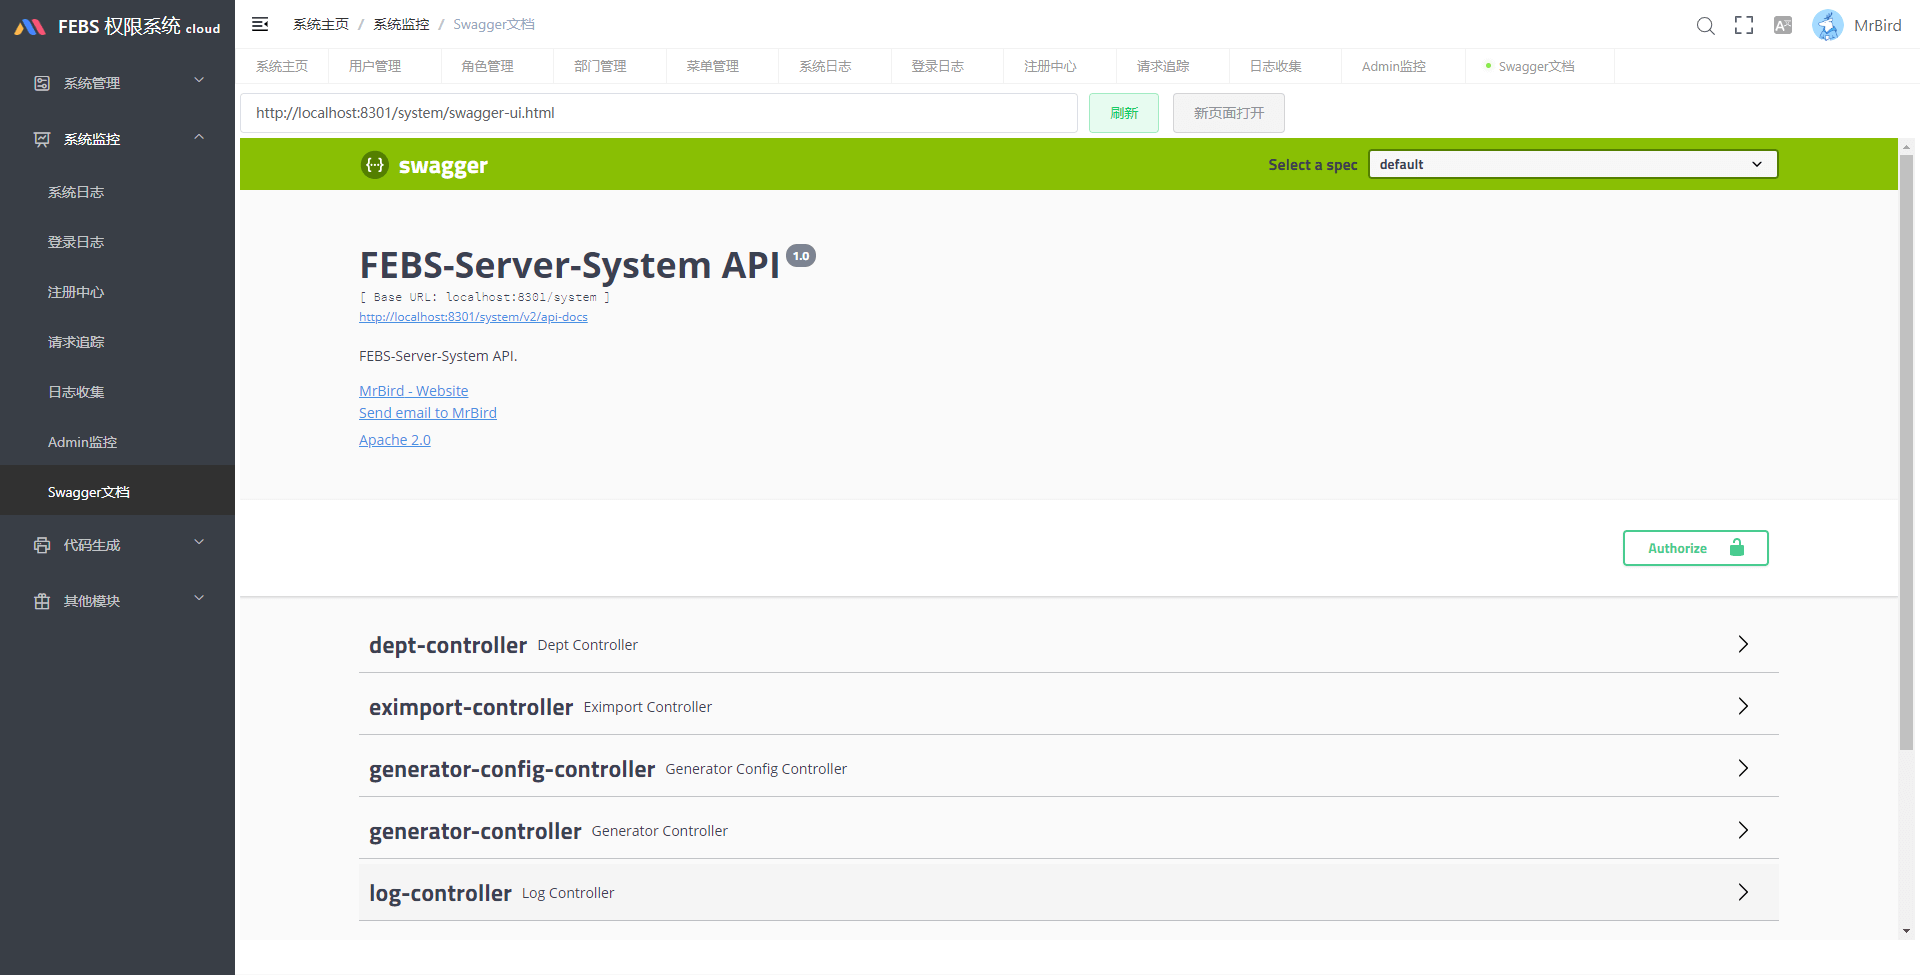 FEBS 权限系统 cloud
系统管理
系统监控
系统日志
登录日志
注册中心
请求追踪
日志收集
Admin监控
Swagger文档
代码生成
其他模块
系统主页 / 系统监控 / Swagger文档
MrBird
系统主页 用户管理 角色管理 部门管理 菜单管理 系统日志 登录日志 注册中心 请求追踪 日志收集 Admin监控 Swagger文档
http://localhost:8301/system/swagger-ui.html 刷新 新页面打开
{···} swagger Select a spec default
FEBS-Server-System API 1.0
[ Base URL: localhost:8301/system ]
http://localhost:8301/system/v2/api-docs
FEBS-Server-System API.
MrBird - Website
Send email to MrBird
Apache 2.0
Authorize
dept-controller Dept Controller
eximport-controller Eximport Controller
generator-config-controller Generator Config Controller
generator-controller Generator Controller
log-controller Log Controller